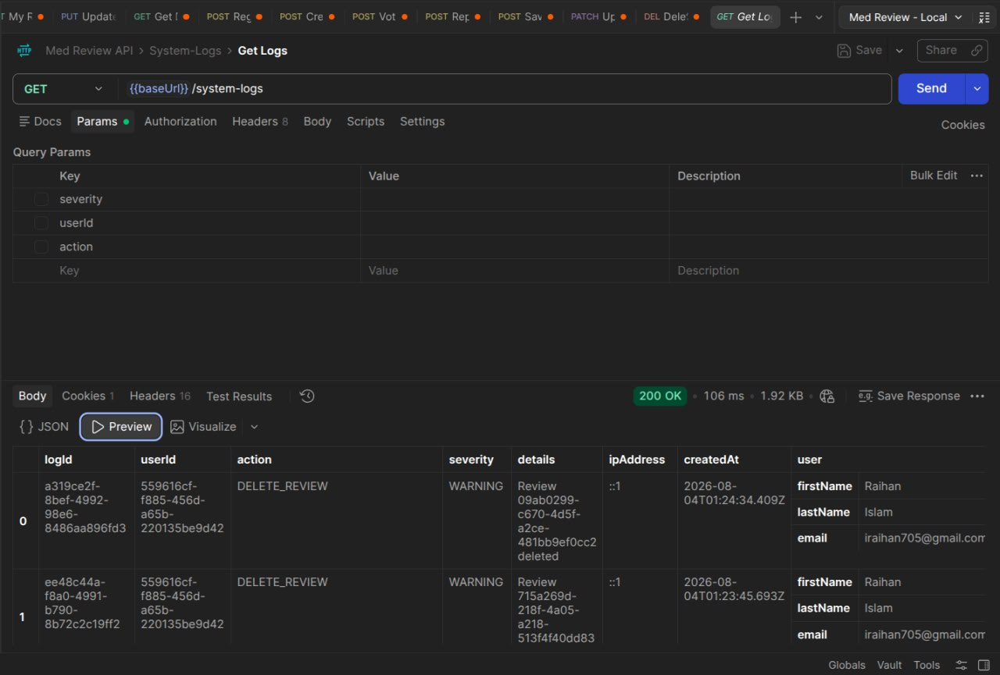 T My R PUT Update GET Get POST Reg POST Cre POST Vot POST Rep POST Sav PATCH Up DEL Dele GET Get Lo Med Review - Local
HTTP Med Review API > System-Logs > Get Logs Save Share
GET {{baseUrl}} /system-logs Send
Docs Params Authorization Headers 8 Body Scripts Settings Cookies
Query Params
Key Value Description Bulk Edit
severity
userId
action
Key Value Description
Body Cookies 1 Headers 16 Test Results 200 OK 106 ms 1.92 KB e.g. Save Response
{} JSON Preview Visualize
logId userId action severity details ipAddress createdAt user
0
a319ce2f-
8bef-4992-
98e6-
8486aa896fd3
559616cf-
f885-456d-
a65b-
220135be9d42
DELETE_REVIEW
WARNING
Review
09ab0299-
c670-4d5f-
a2ce-
481bb9ef0cc2
deleted
::1
2026-08-
04T01:24:34.409Z
firstName Raihan
lastName Islam
email iraihan705@gmail.com
1
ee48c44a-
f8a0-4991-
b790-
8b72c2c19ff2
559616cf-
f885-456d-
a65b-
220135be9d42
DELETE_REVIEW
WARNING
Review
715a269d-
218f-4a05-
a218-
513f4f40dd83
::1
2026-08-
04T01:23:45.693Z
firstName Raihan
lastName Islam
email iraihan705@gmail.com
Globals Vault Tools